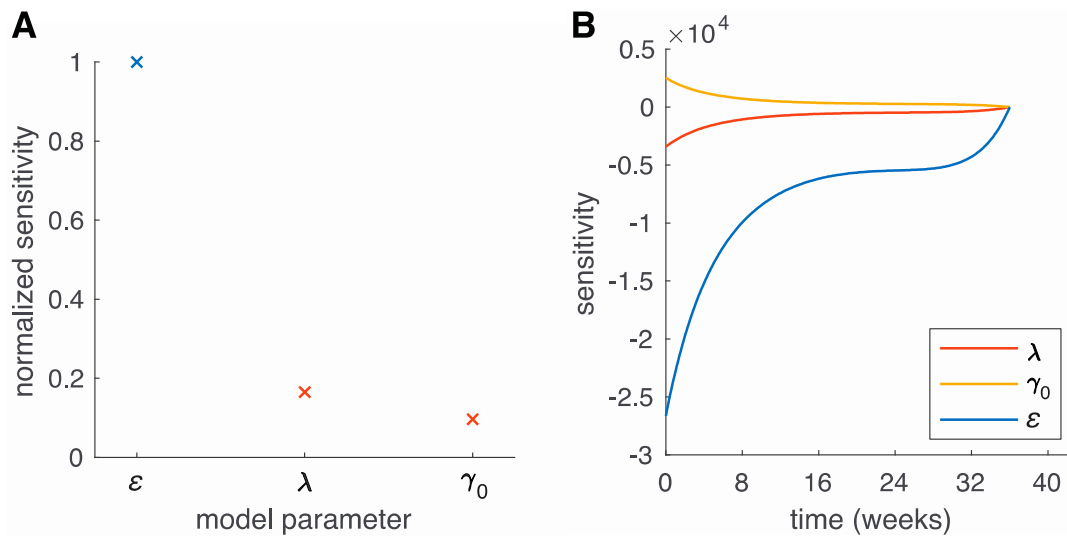 A
normalized sensitivity
1
0.8
0.6
0.4
0.2
0
ε
λ
γ0
model parameter
B
×10^4
sensitivity
0.5
0
-0.5
-1
-1.5
-2
-2.5
-3
0 8 16 24 32 40
time (weeks)
λ
γ0
ε